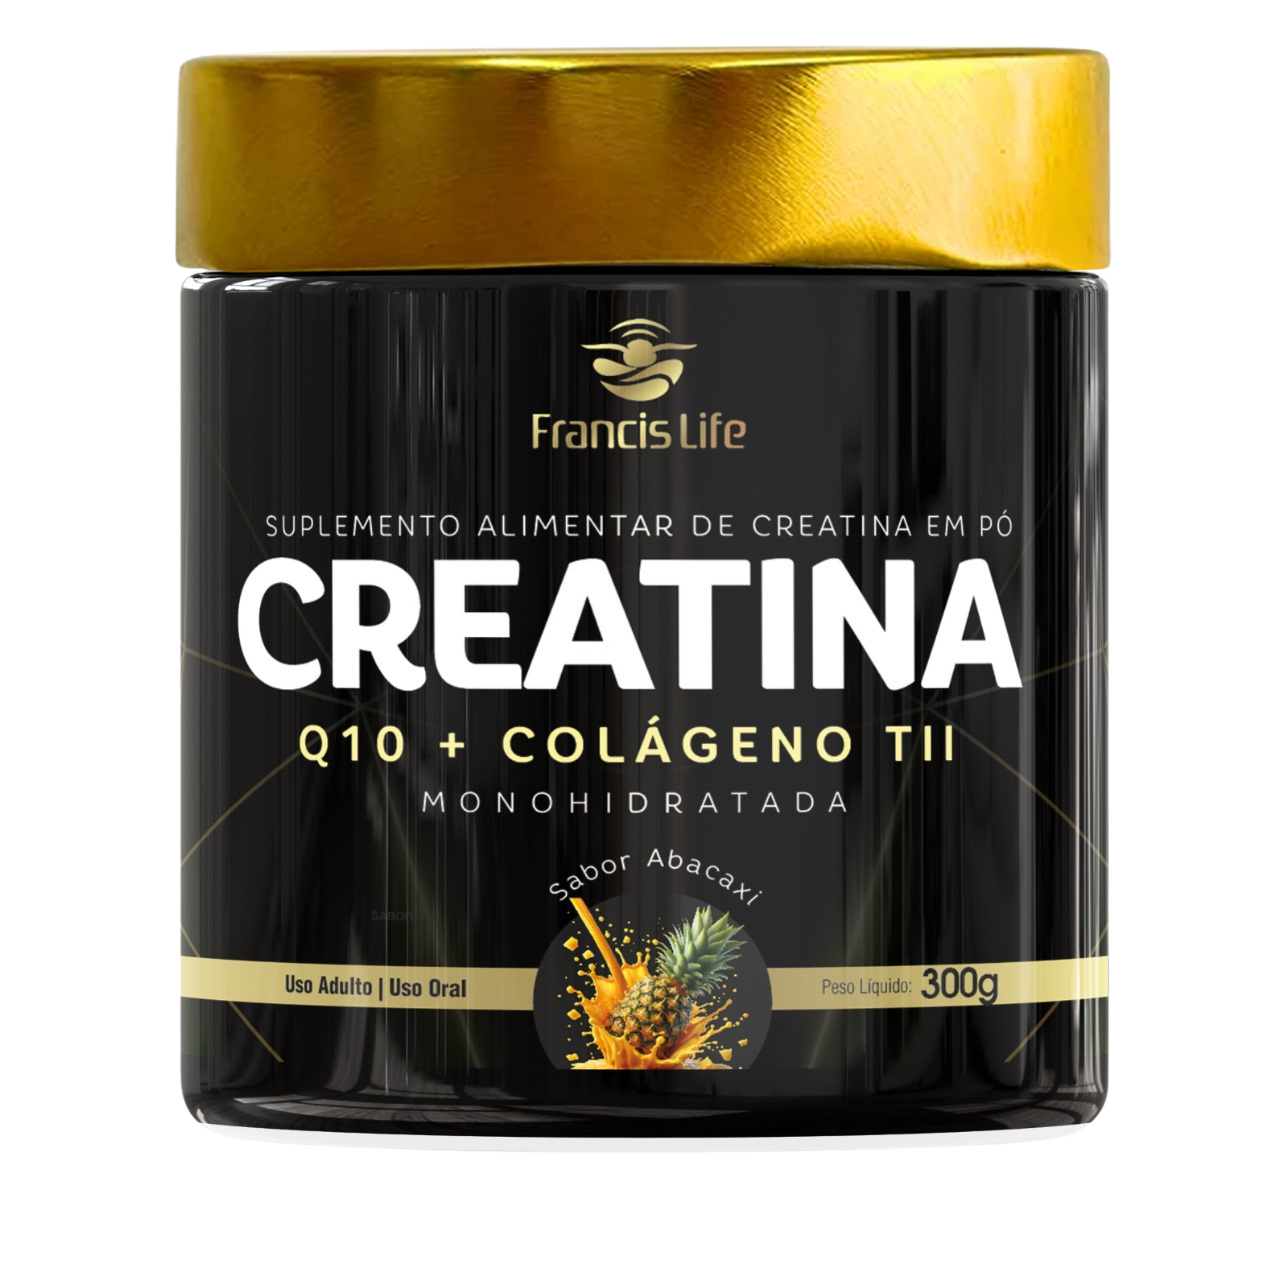 Francis Life
SUPLEMENTO ALIMENTAR DE CREATINA EM PÓ
CREATINA
Q10 + COLÁGENO TII
MONOHIDRATADA
Sabor Abacaxi
SABOR
Uso Adulto | Uso Oral
Peso Líquido: 300g